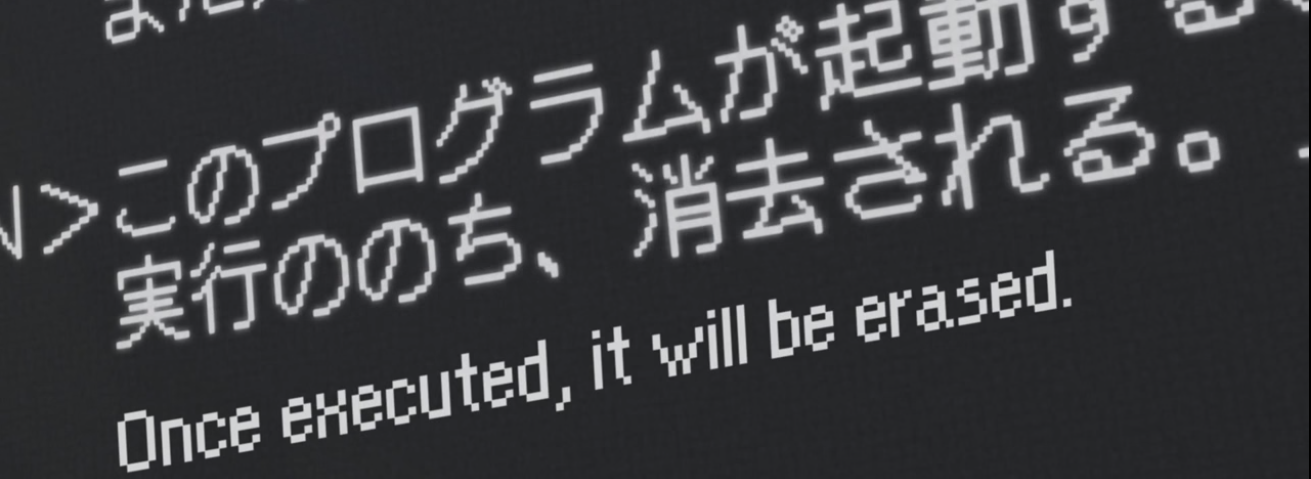 N>このプログラムが起動する
実行ののち、消去される。
Once executed, it will be erased.